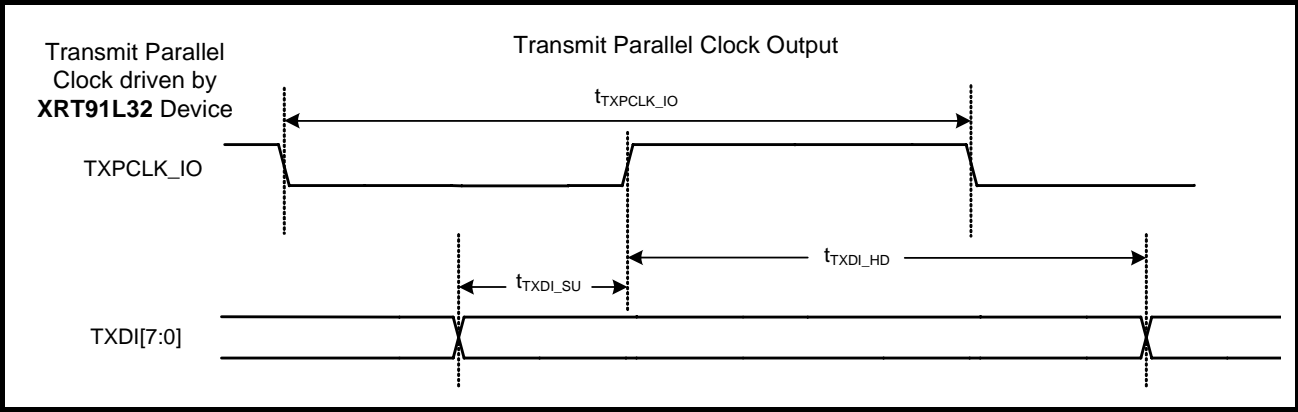 Transmit Parallel
Clock driven by
XRT91L32 Device
Transmit Parallel Clock Output
tTXPCLK_IO
TXPCLK_IO
tTXDI_HD
tTXDI_SU
TXDI[7:0]